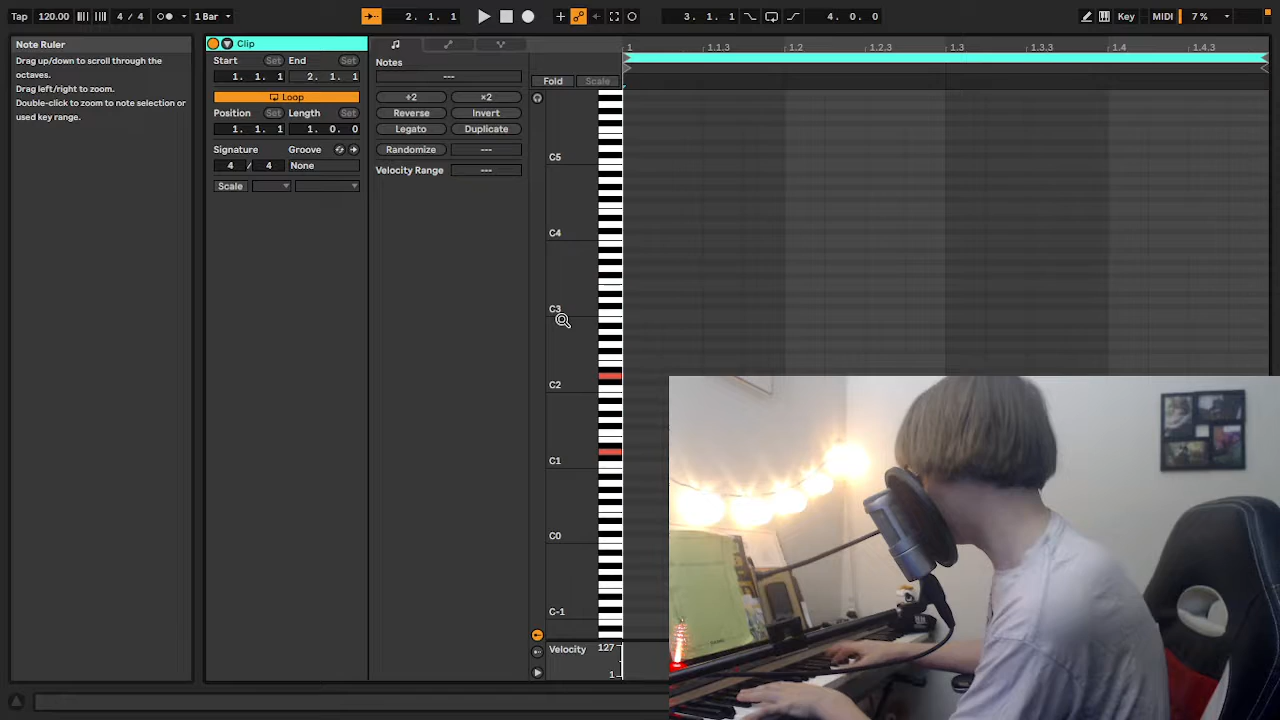 Tap 120.00 4 / 4 1 Bar 2. 1. 1 3. 1. 1 4. 0. 0 Key MIDI 7 %
Note Ruler
Drag up/down to scroll through the
octaves.
Drag left/right to zoom.
Double-click to zoom to note selection or
used key range.
Clip
Start Set End Set
1. 1. 1 2. 1. 1
Loop
Position Set Length Set
1. 1. 1 1. 0. 0
Signature Groove
4 / 4 None
Scale
Notes
---
÷2 ×2
Reverse Invert
Legato Duplicate
Randomize ---
Velocity Range ---
Fold Scale
1 1.1.3 1.2 1.2.3 1.3 1.3.3 1.4 1.4.3
C5
C4
C3
C2
C1
C0
C-1
Velocity 127
1